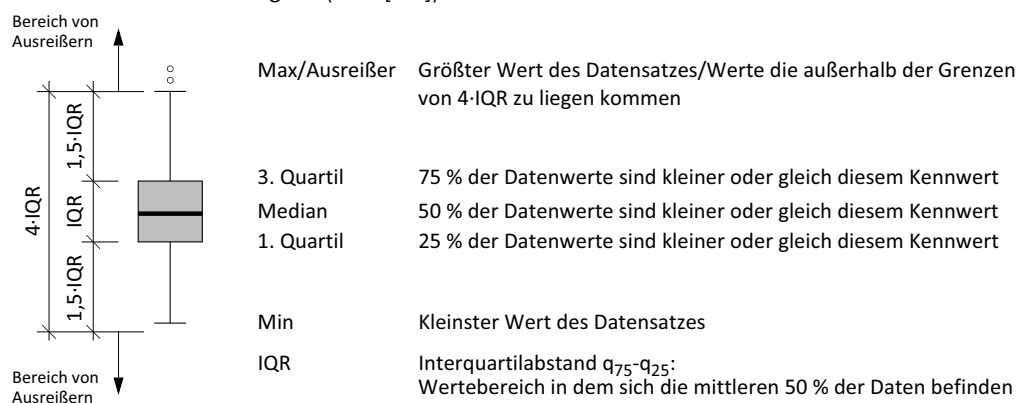 Bereich von
Ausreißern
Max/Ausreißer Größter Wert des Datensatzes/Werte die außerhalb der Grenzen
von 4·IQR zu liegen kommen
1,5·IQR
3. Quartil 75 % der Datenwerte sind kleiner oder gleich diesem Kennwert
4·IQR
IQR
Median 50 % der Datenwerte sind kleiner oder gleich diesem Kennwert
1. Quartil 25 % der Datenwerte sind kleiner oder gleich diesem Kennwert
1,5·IQR
Min Kleinster Wert des Datensatzes
IQR Interquartilabstand q75-q25:
Wertebereich in dem sich die mittleren 50 % der Daten befinden
Bereich von
Ausreißern